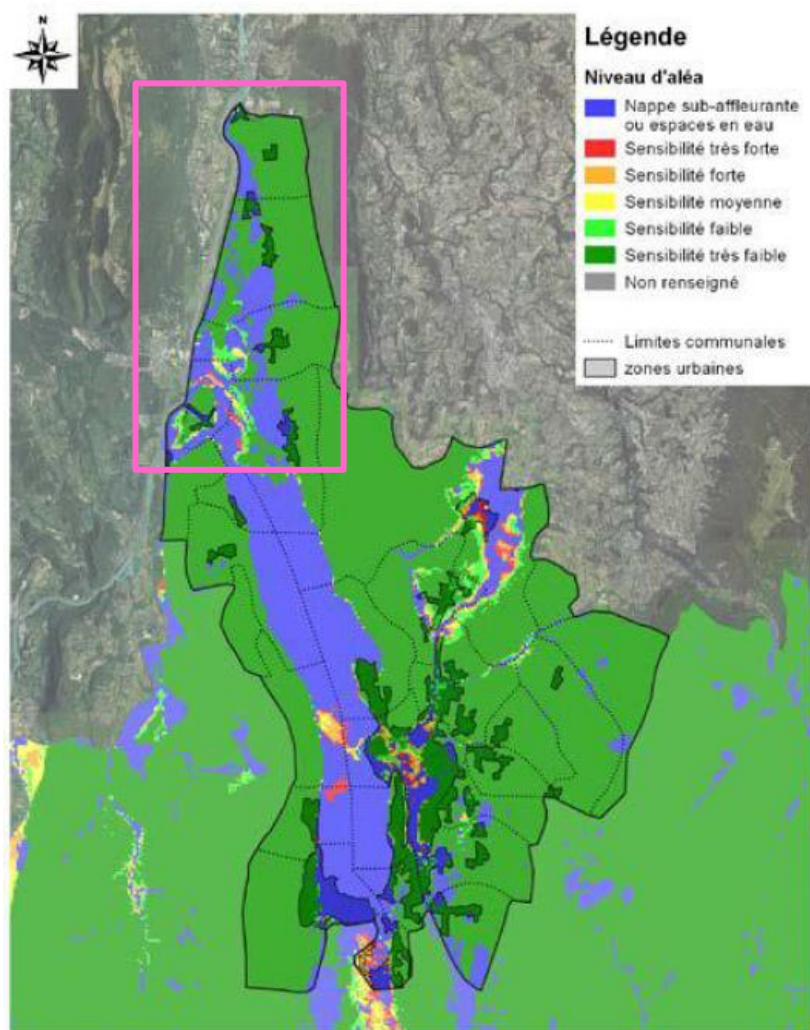 N
Légende
Niveau d'aléa
Nappe sub-affleurante
ou espaces en eau
Sensibilité très forte
Sensibilité forte
Sensibilité moyenne
Sensibilité faible
Sensibilité très faible
Non renseigné
Limites communales
zones urbaines